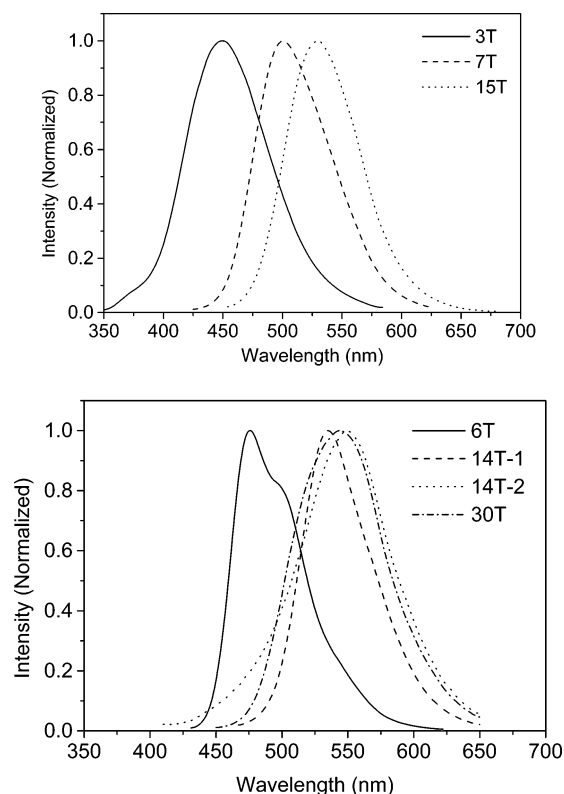 Intensity (Normalized)
1.0
0.8
0.6
0.4
0.2
0.0
3T
7T
15T
350 400 450 500 550 600 650 700
Wavelength (nm)
Intensity (Normalized)
1.0
0.8
0.6
0.4
0.2
0.0
6T
14T-1
14T-2
30T
350 400 450 500 550 600 650 700
Wavelength (nm)